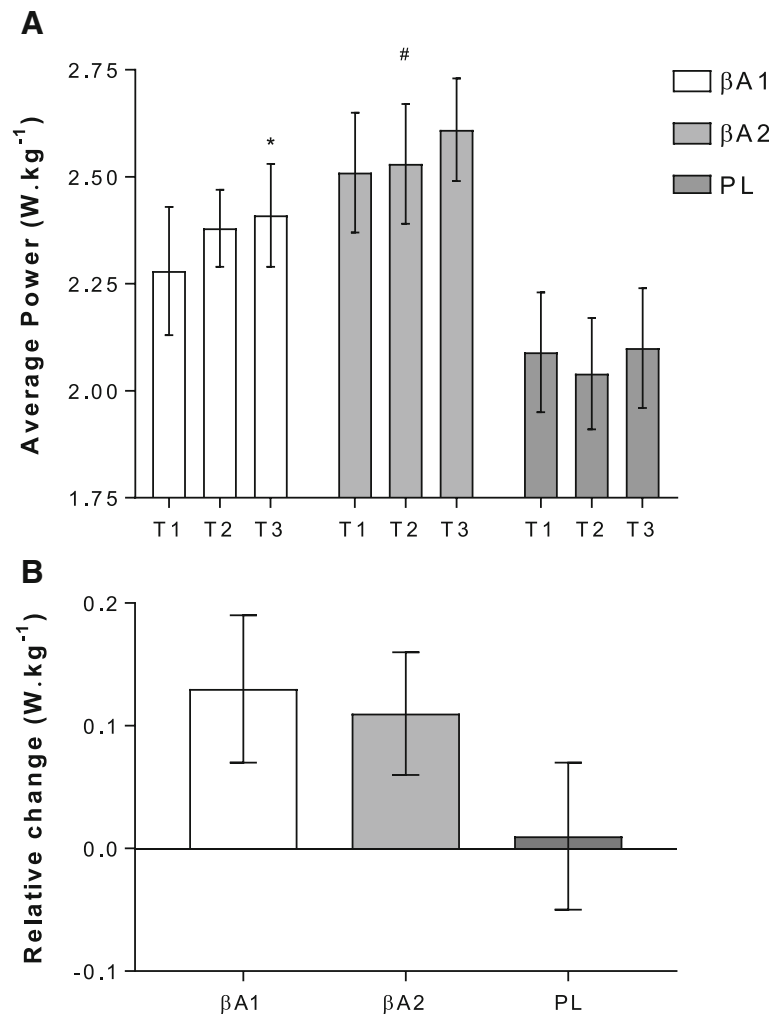 A
#
2.75
βA1
*
βA2
2.50
PL
2.25
2.00
1.75
Average Power (W.kg⁻¹)
T1 T2 T3 T1 T2 T3 T1 T2 T3
B
0.2
0.1
0.0
-0.1
Relative change (W.kg⁻¹)
βA1 βA2 PL